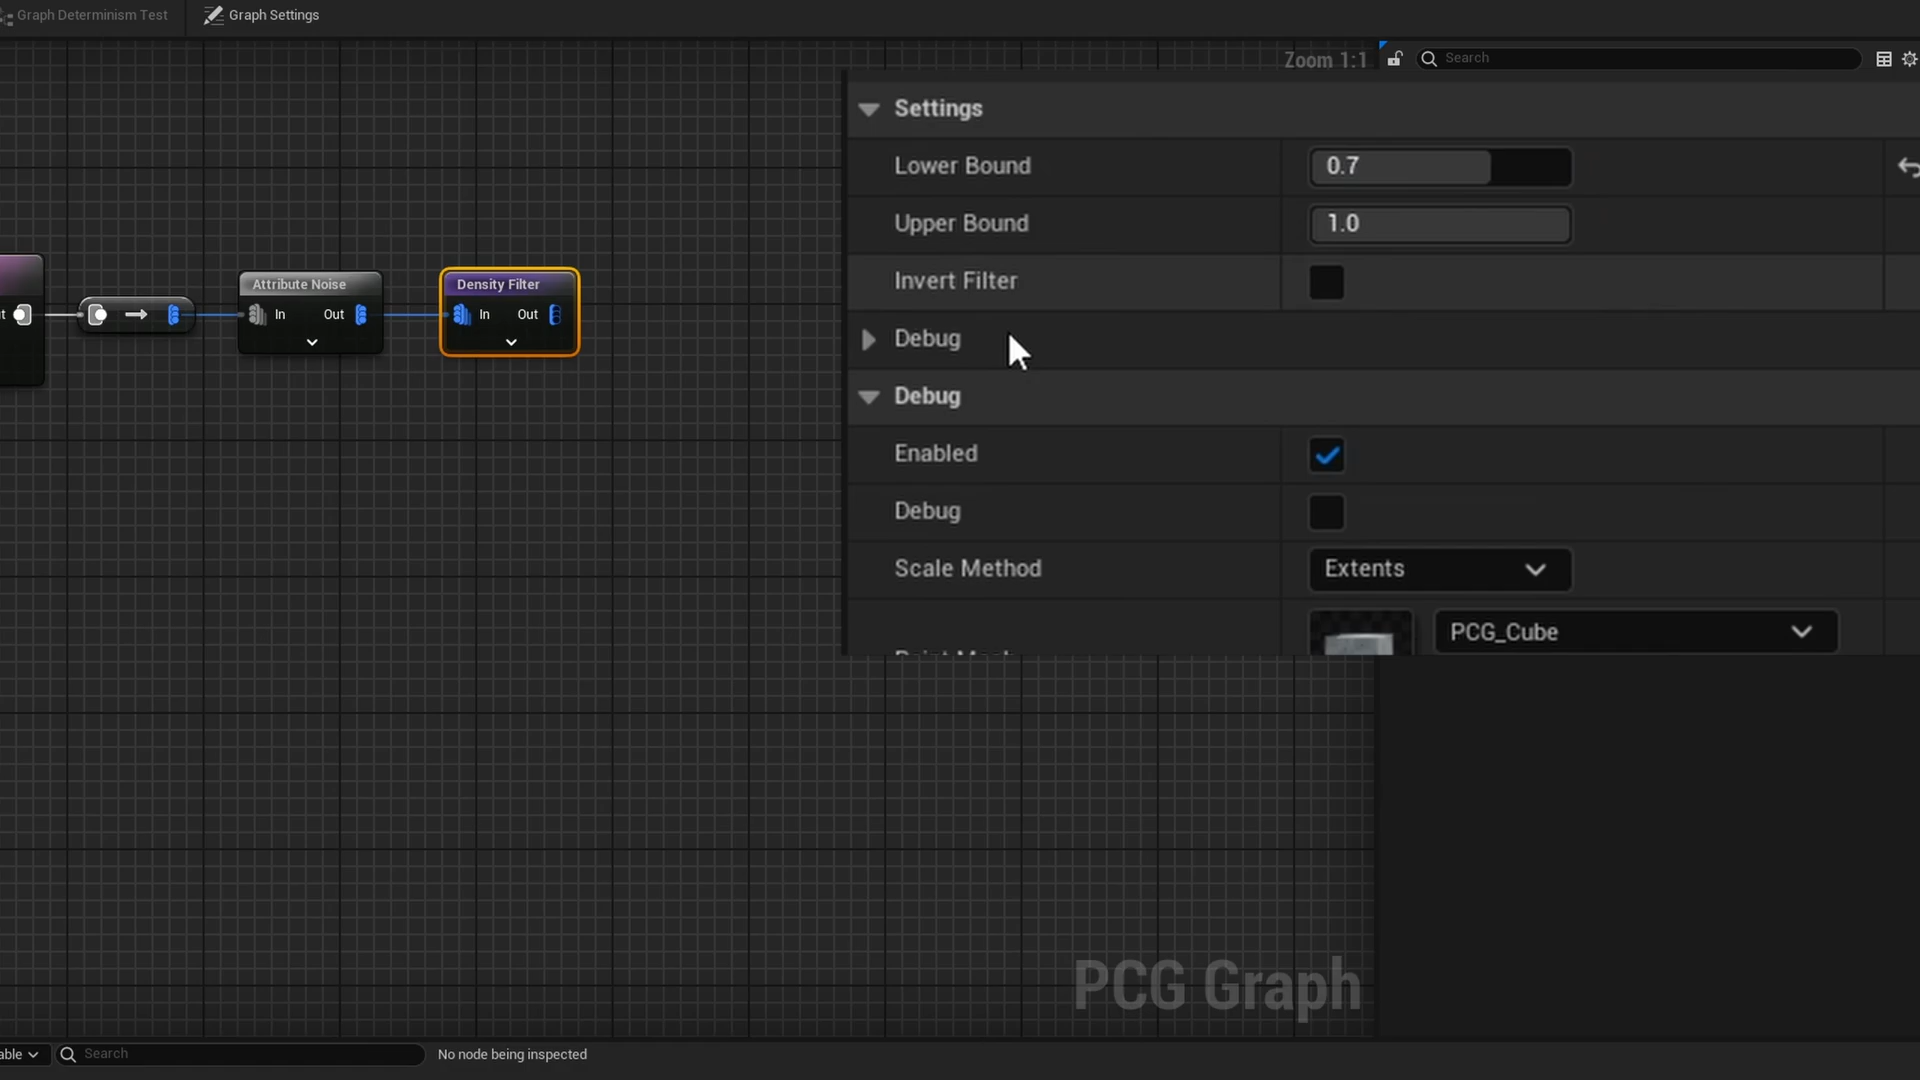 Graph Determinism Test
Graph Settings
Zoom 1:1
Search
Settings
Lower Bound
0.7
Upper Bound
1.0
Invert Filter
Debug
Debug
Enabled
Debug
Scale Method
Extents
PCG_Cube
Attribute Noise
In
Out
Density Filter
In
Out
PCG Graph
Search
No node being inspected